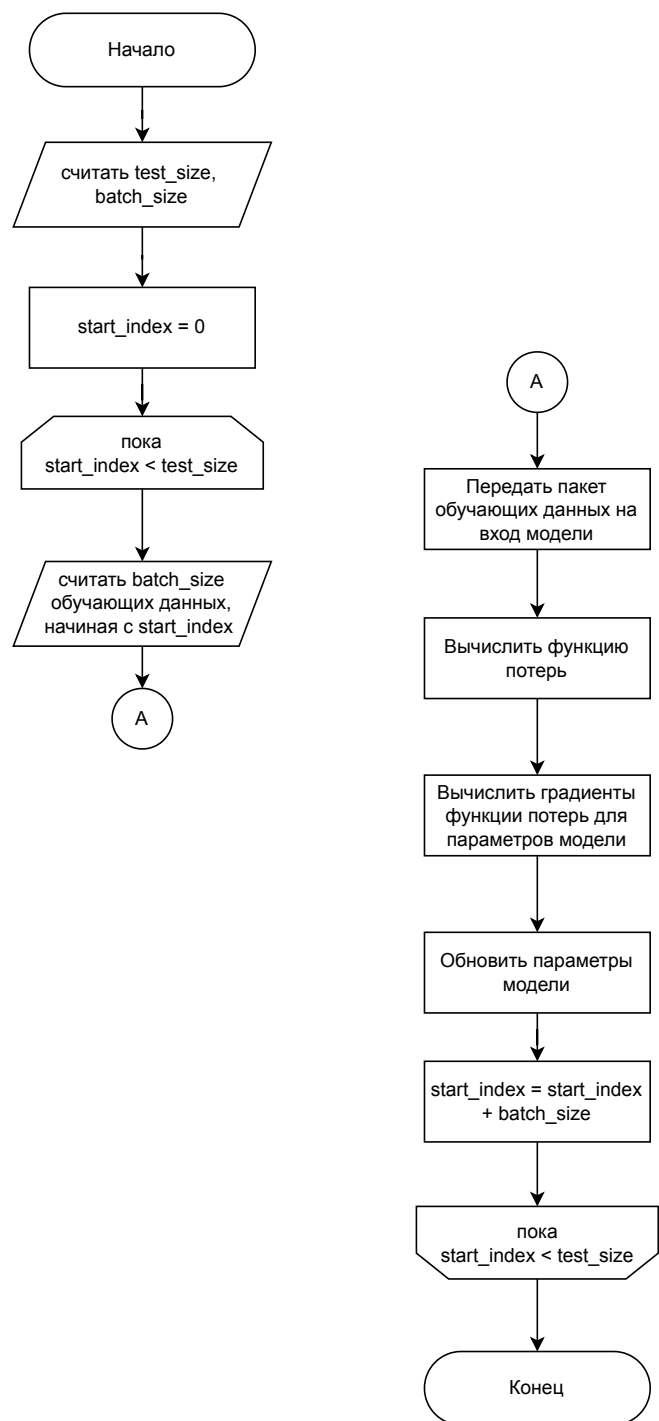 Начало
считать test_size,
batch_size
start_index = 0
пока
start_index < test_size
считать batch_size
обучающих данных,
начиная с start_index
А
А
Передать пакет
обучающих данных на
вход модели
Вычислить функцию
потерь
Вычислить градиенты
функции потерь для
параметров модели
Обновить параметры
модели
start_index = start_index
+ batch_size
пока
start_index < test_size
Конец